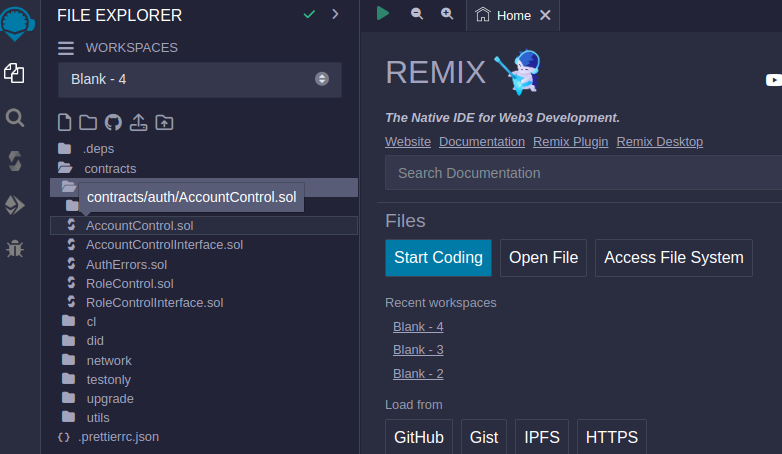 FILE EXPLORER
WORKSPACES
Blank - 4
.deps
contracts
contracts/auth/AccountControl.sol
AccountControl.sol
AccountControlInterface.sol
AuthErrors.sol
RoleControl.sol
RoleControlInterface.sol
cl
did
network
testonly
upgrade
utils
{} .prettierrc.json
Home
REMIX
The Native IDE for Web3 Development.
Website Documentation Remix Plugin Remix Desktop
Search Documentation
Files
Start Coding Open File Access File System
Recent workspaces
Blank - 4
Blank - 3
Blank - 2
Load from
GitHub Gist IPFS HTTPS